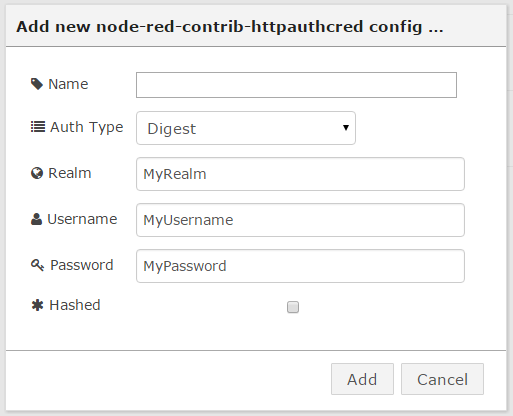 Add new node-red-contrib-httpauthcred config ...
Name
Auth Type Digest
Realm MyRealm
Username MyUsername
Password MyPassword
Hashed
Add Cancel